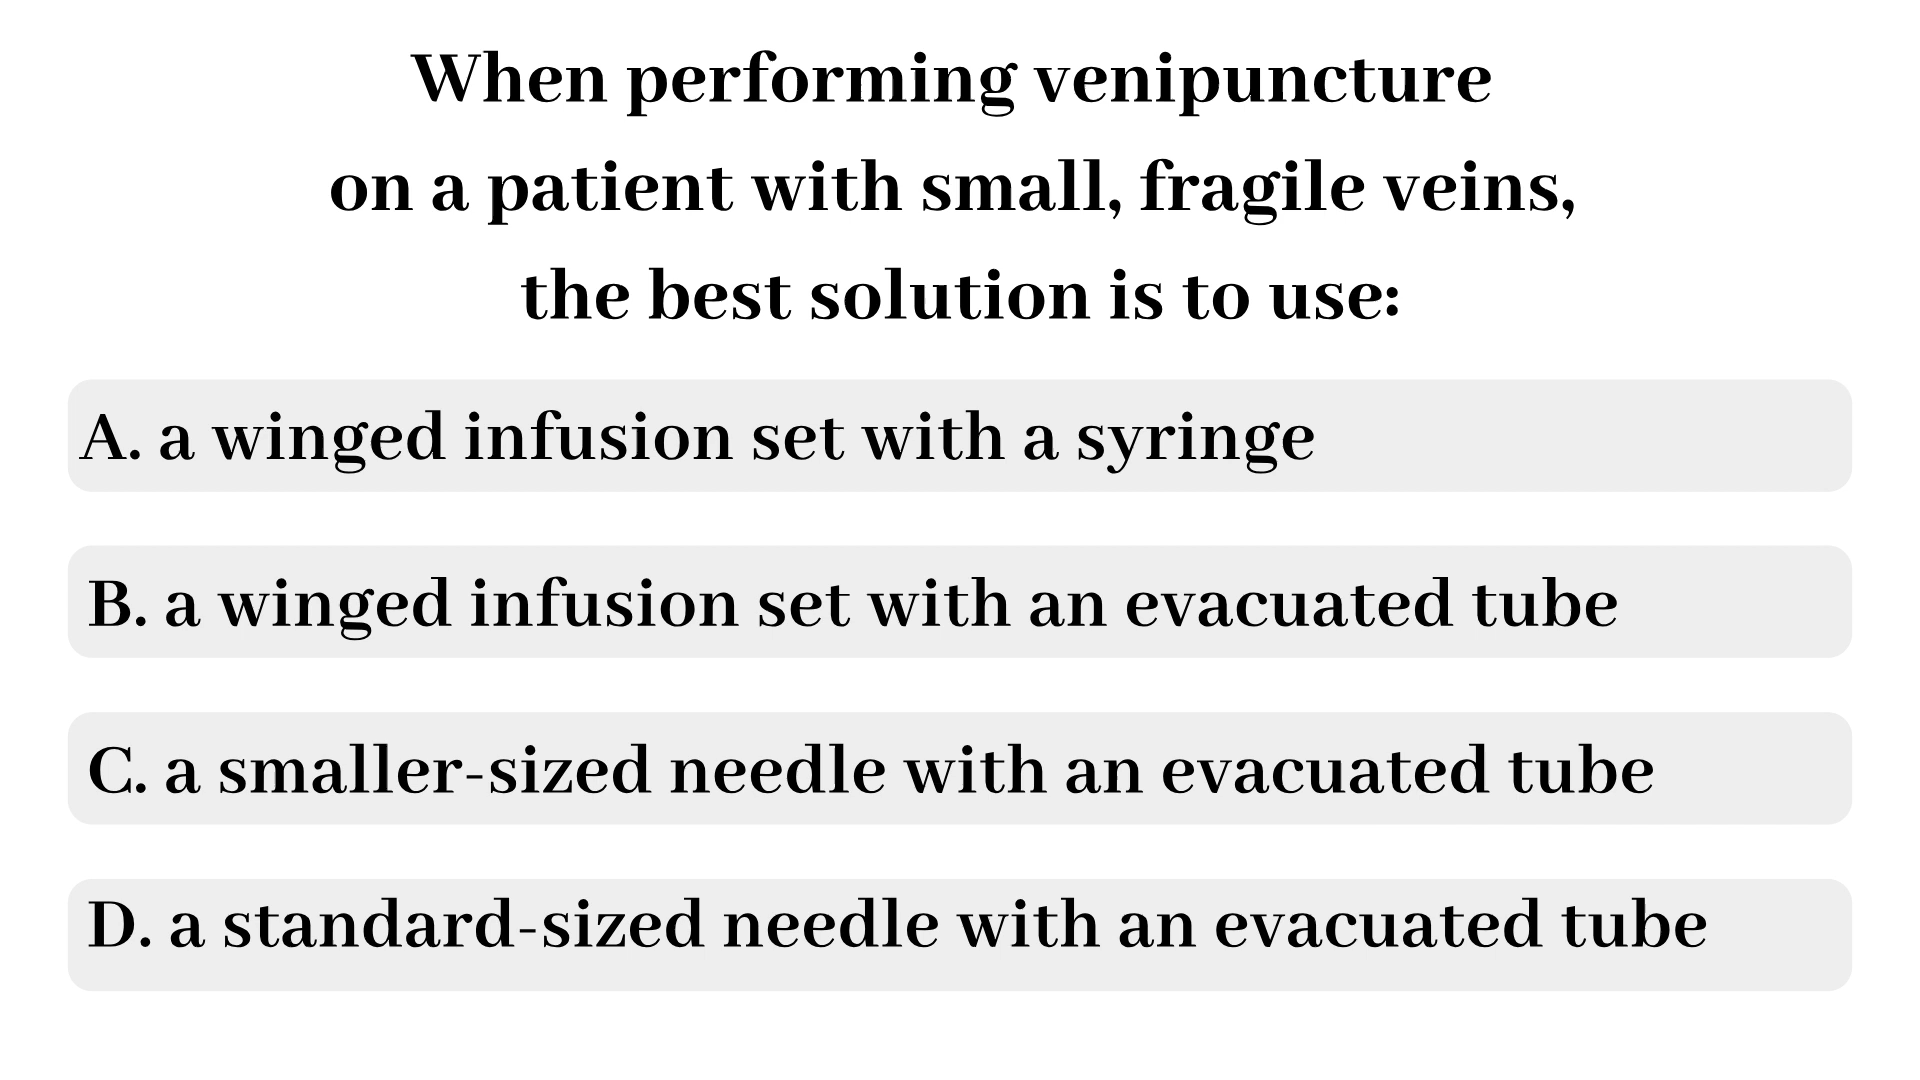 When performing venipuncture
on a patient with small, fragile veins,
the best solution is to use:
A. a winged infusion set with a syringe
B. a winged infusion set with an evacuated tube
C. a smaller-sized needle with an evacuated tube
D. a standard-sized needle with an evacuated tube